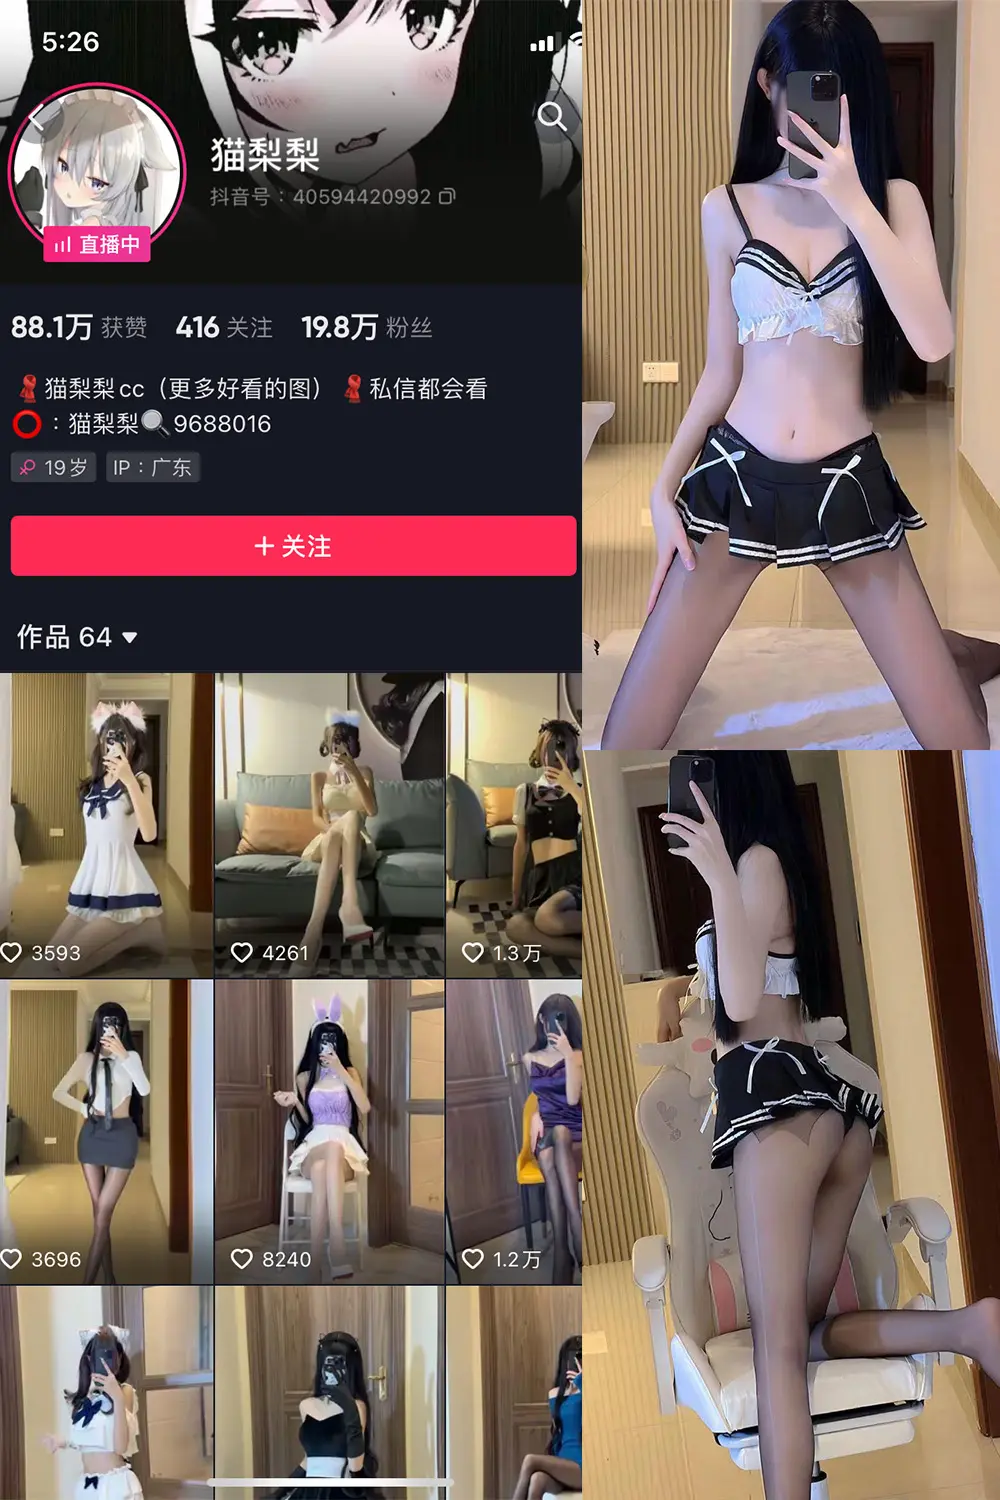 5:26
猫梨梨
抖音号：40594420992
直播中
88.1万 获赞 416 关注 19.8万 粉丝
猫梨梨cc（更多好看的图） 私信都会看
：猫梨梨 9688016
19岁 IP：广东
+ 关注
作品 64
3593 4261 1.3万
3696 8240 1.2万